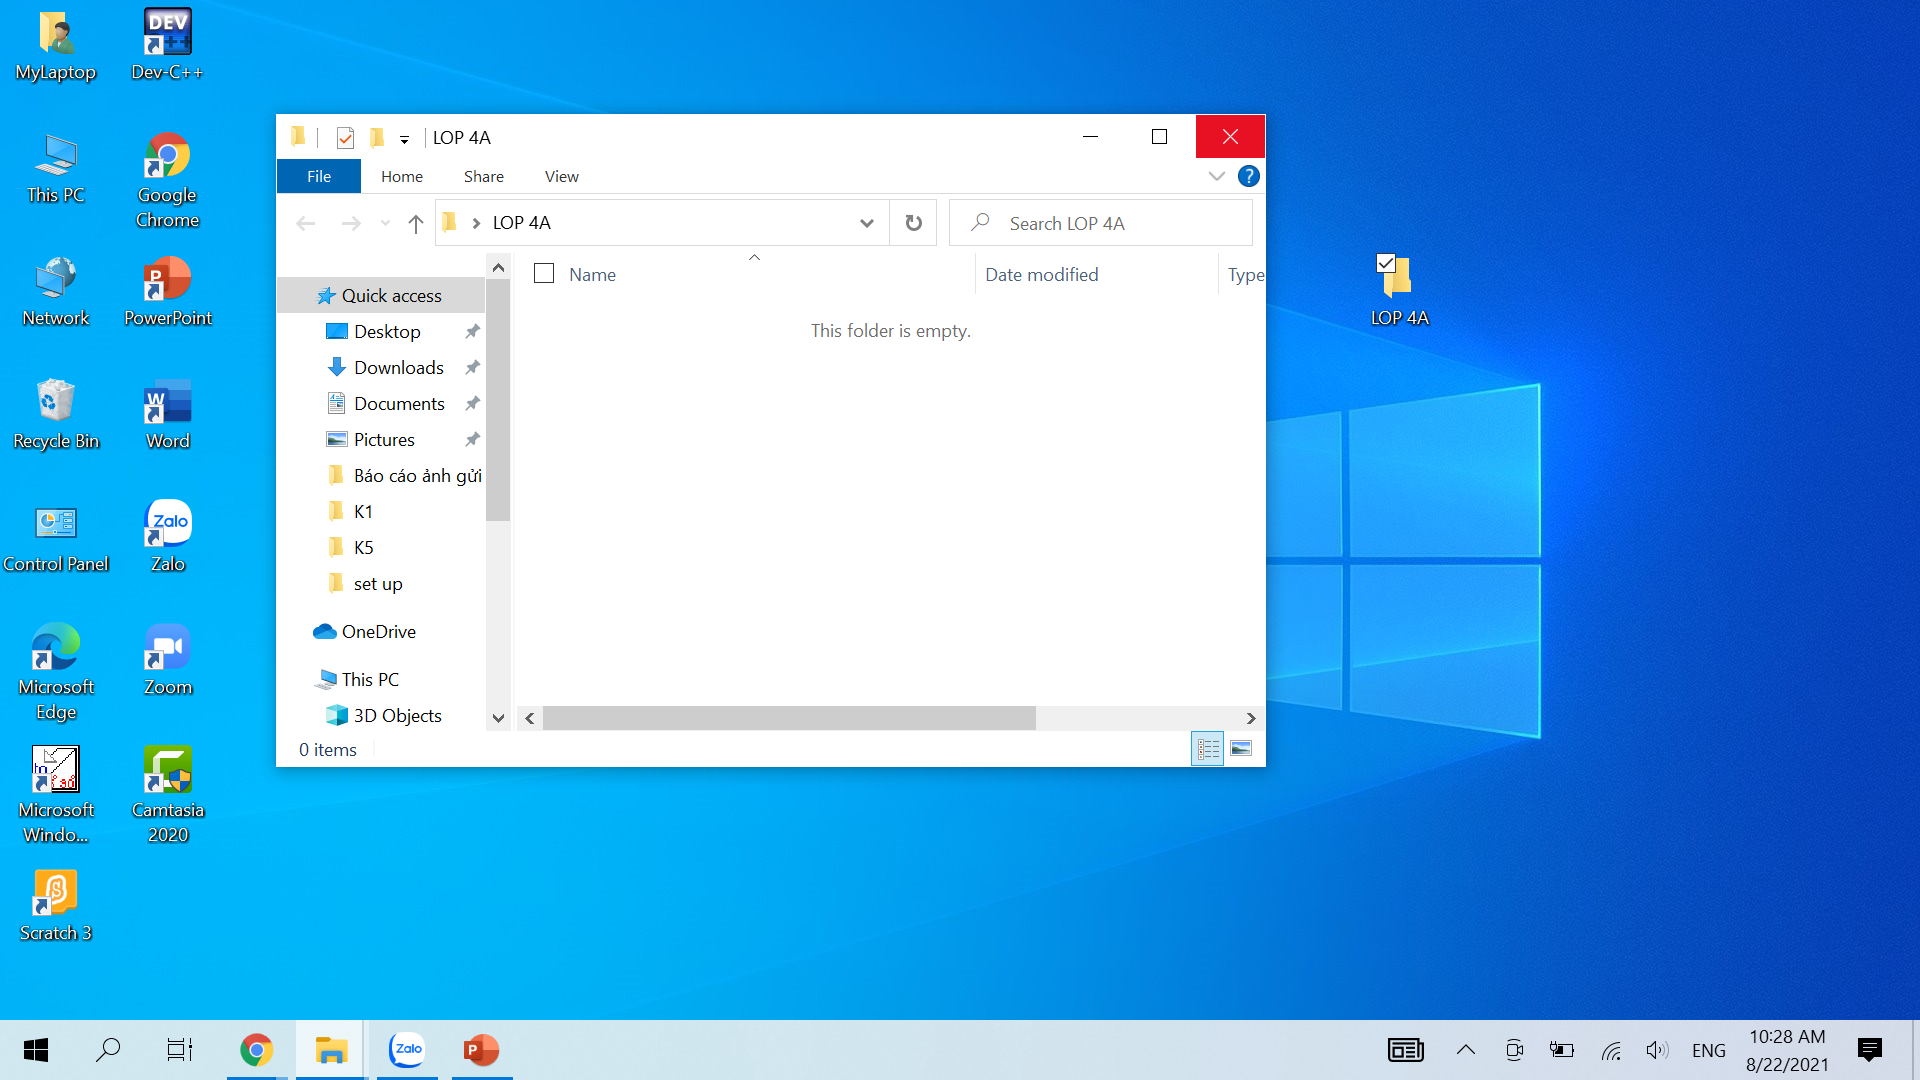 MyLaptop
Dev-C++
This PC
Google
Chrome
Network
PowerPoint
Recycle Bin
Word
Control Panel
Zalo
Zalo
Microsoft
Edge
Zoom
Microsoft
Windo...
Camtasia
2020
Scratch 3
DEV
LOP 4A
File
Home
Share
View
LOP 4A
Search LOP 4A
Name
Date modified
Type
This folder is empty.
Quick access
Desktop
Downloads
Documents
Pictures
Báo cáo ảnh gửi
K1
K5
set up
OneDrive
This PC
3D Objects
0 items
LOP 4A
Zalo
ENG
10:28 AM
8/22/2021